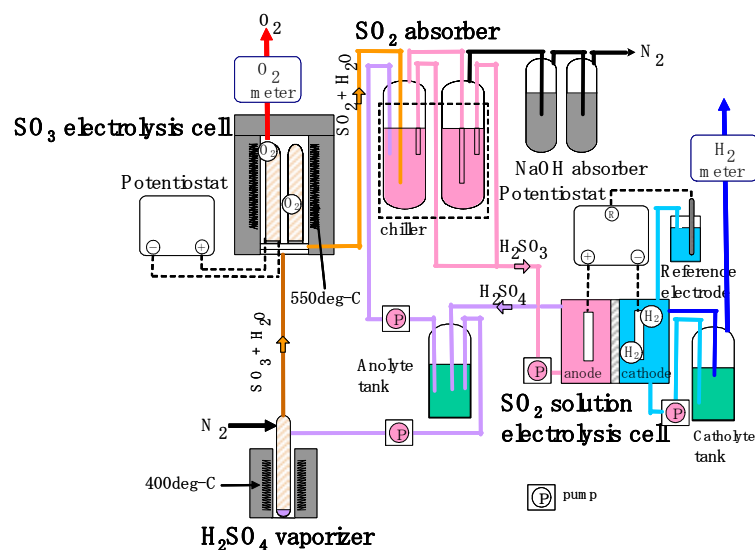 O2
SO2 absorber
N2
O2
meter
SO2 + H2O
SO3 electrolysis cell
O2
O2
Potentiostat
−
+
550deg-C
chiller
NaOH absorber
H2
meter
Potentiostat
R
+
−
H2SO3
Reference
electrode
H2SO4
H2
H2
anode
cathode
P
P
P
P
SO3 + H2O
Anolyte
tank
SO2 solution
electrolysis cell
Catholyte
tank
N2
400deg-C
H2SO4 vaporizer
P
pump